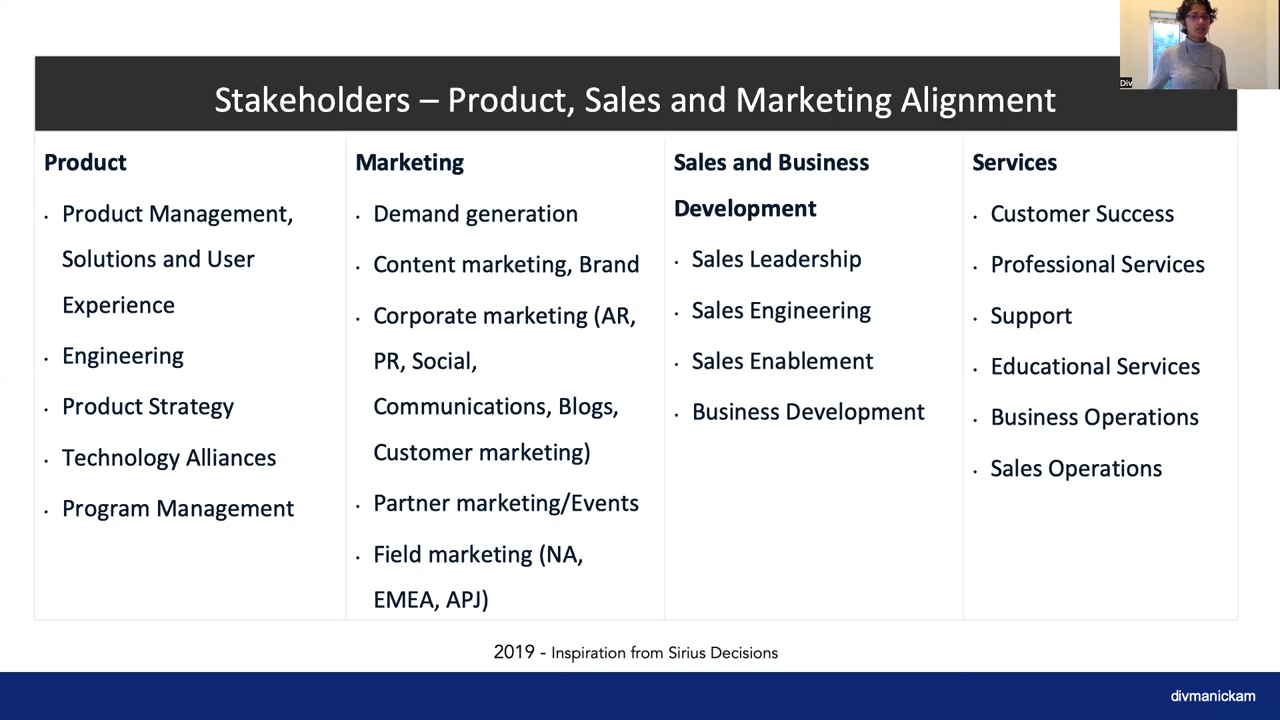 Stakeholders – Product, Sales and Marketing Alignment
Div
Product
· Product Management,
Solutions and User
Experience
· Engineering
· Product Strategy
· Technology Alliances
· Program Management
Marketing
· Demand generation
· Content marketing, Brand
· Corporate marketing (AR,
PR, Social,
Communications, Blogs,
Customer marketing)
· Partner marketing/Events
· Field marketing (NA,
EMEA, APJ)
Sales and Business
Development
· Sales Leadership
· Sales Engineering
· Sales Enablement
· Business Development
Services
· Customer Success
· Professional Services
· Support
· Educational Services
· Business Operations
· Sales Operations
2019 - Inspiration from Sirius Decisions
divmanickam